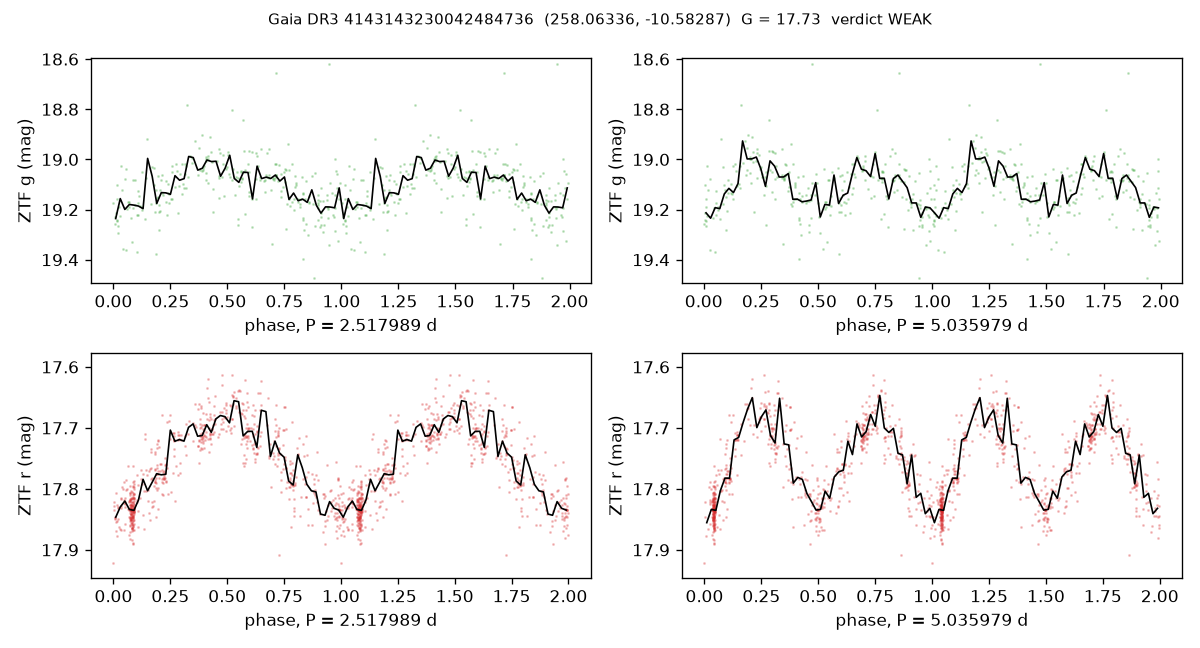 Gaia DR3 4143143230042484736  (258.06336, -10.58287)  G = 17.73  verdict WEAK
ZTF g (mag)
18.6
18.8
19.0
19.2
19.4
0.00 0.25 0.50 0.75 1.00 1.25 1.50 1.75 2.00
phase, P = 2.517989 d
ZTF g (mag)
18.6
18.8
19.0
19.2
19.4
0.00 0.25 0.50 0.75 1.00 1.25 1.50 1.75 2.00
phase, P = 5.035979 d
ZTF r (mag)
17.6
17.7
17.8
17.9
0.00 0.25 0.50 0.75 1.00 1.25 1.50 1.75 2.00
phase, P = 2.517989 d
ZTF r (mag)
17.6
17.7
17.8
17.9
0.00 0.25 0.50 0.75 1.00 1.25 1.50 1.75 2.00
phase, P = 5.035979 d